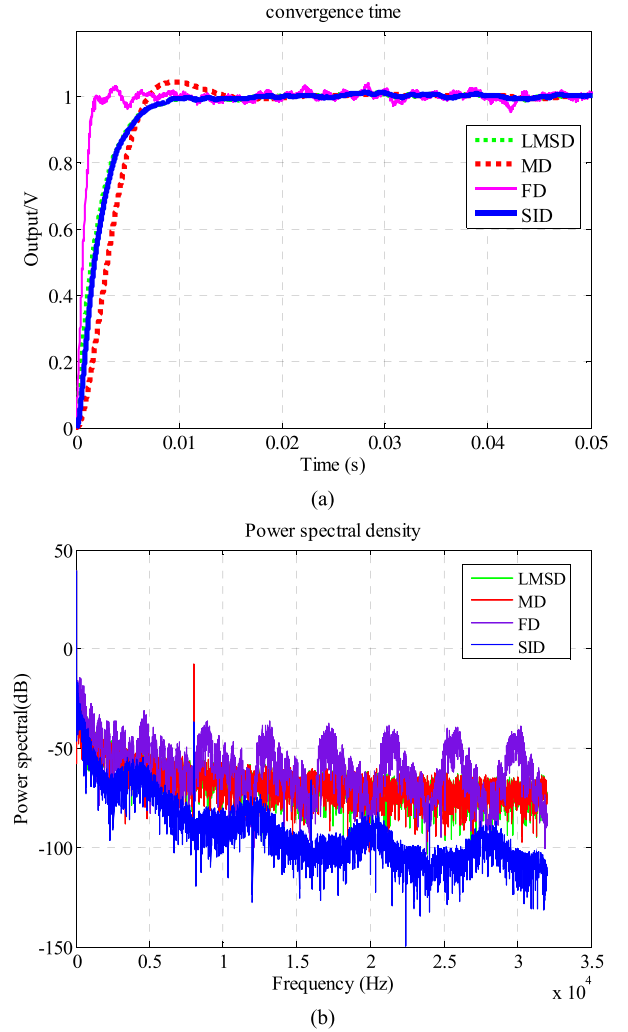 convergence time
Output/V
1
0.8
0.6
0.4
0.2
0
LMSD
MD
FD
SID
0 0.01 0.02 0.03 0.04 0.05
Time (s)
(a)
Power spectral density
Power spectral(dB)
50
0
-50
-100
-150
LMSD
MD
FD
SID
0 0.5 1 1.5 2 2.5 3 3.5
x 10^4
Frequency (Hz)
(b)